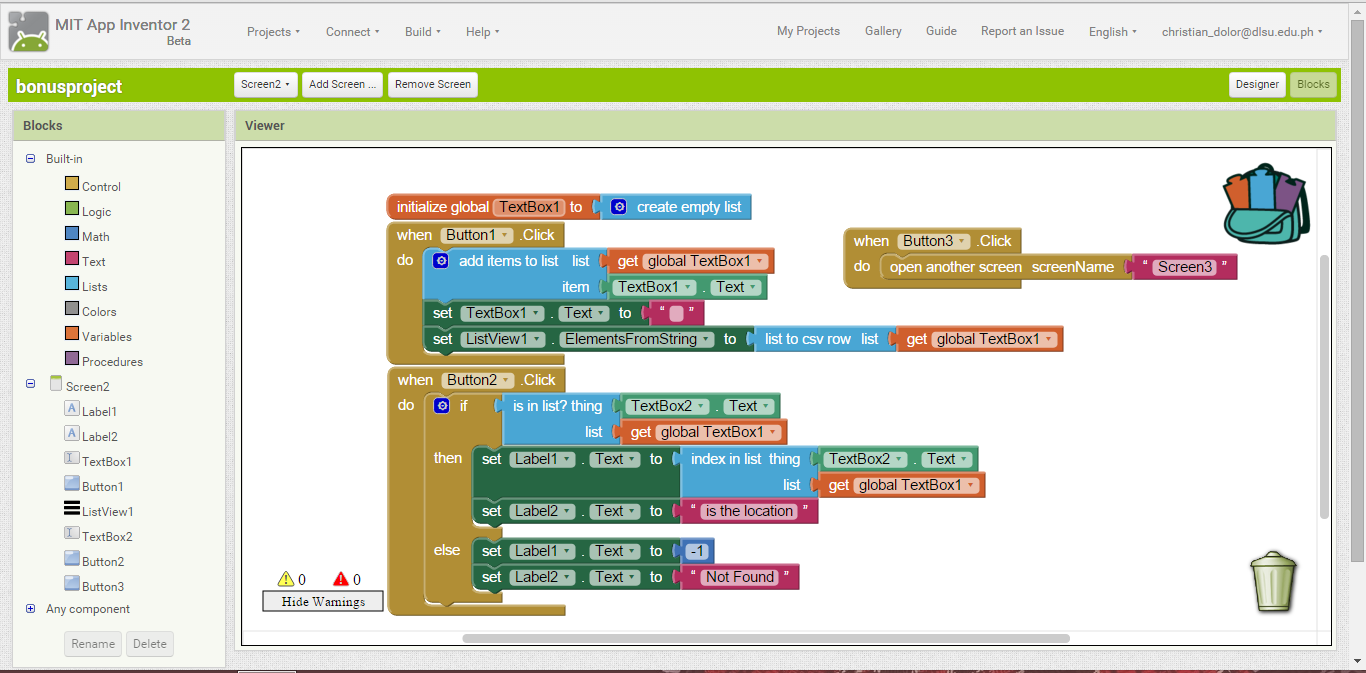 MIT App Inventor 2
Beta
Projects Connect Build Help My Projects Gallery Guide Report an Issue English christian_dolor@dlsu.edu.ph
bonusproject Screen2 Add Screen ... Remove Screen Designer Blocks
Blocks Viewer
Built-in
Control
Logic
Math
Text
Lists
Colors
Variables
Procedures
Screen2
Label1
Label2
TextBox1
Button1
ListView1
TextBox2
Button2
Button3
Any component
Rename Delete
initialize global TextBox1 to create empty list
when Button1 .Click
do add items to list list get global TextBox1
item TextBox1 . Text
set TextBox1 . Text to “ ”
set ListView1 . ElementsFromString to list to csv row list get global TextBox1
when Button2 .Click
do if is in list? thing TextBox2 . Text
list get global TextBox1
then set Label1 . Text to index in list thing TextBox2 . Text
list get global TextBox1
set Label2 . Text to “ is the location ”
else set Label1 . Text to -1
set Label2 . Text to “ Not Found ”
when Button3 .Click
do open another screen screenName “ Screen3 ”
0 0
Hide Warnings